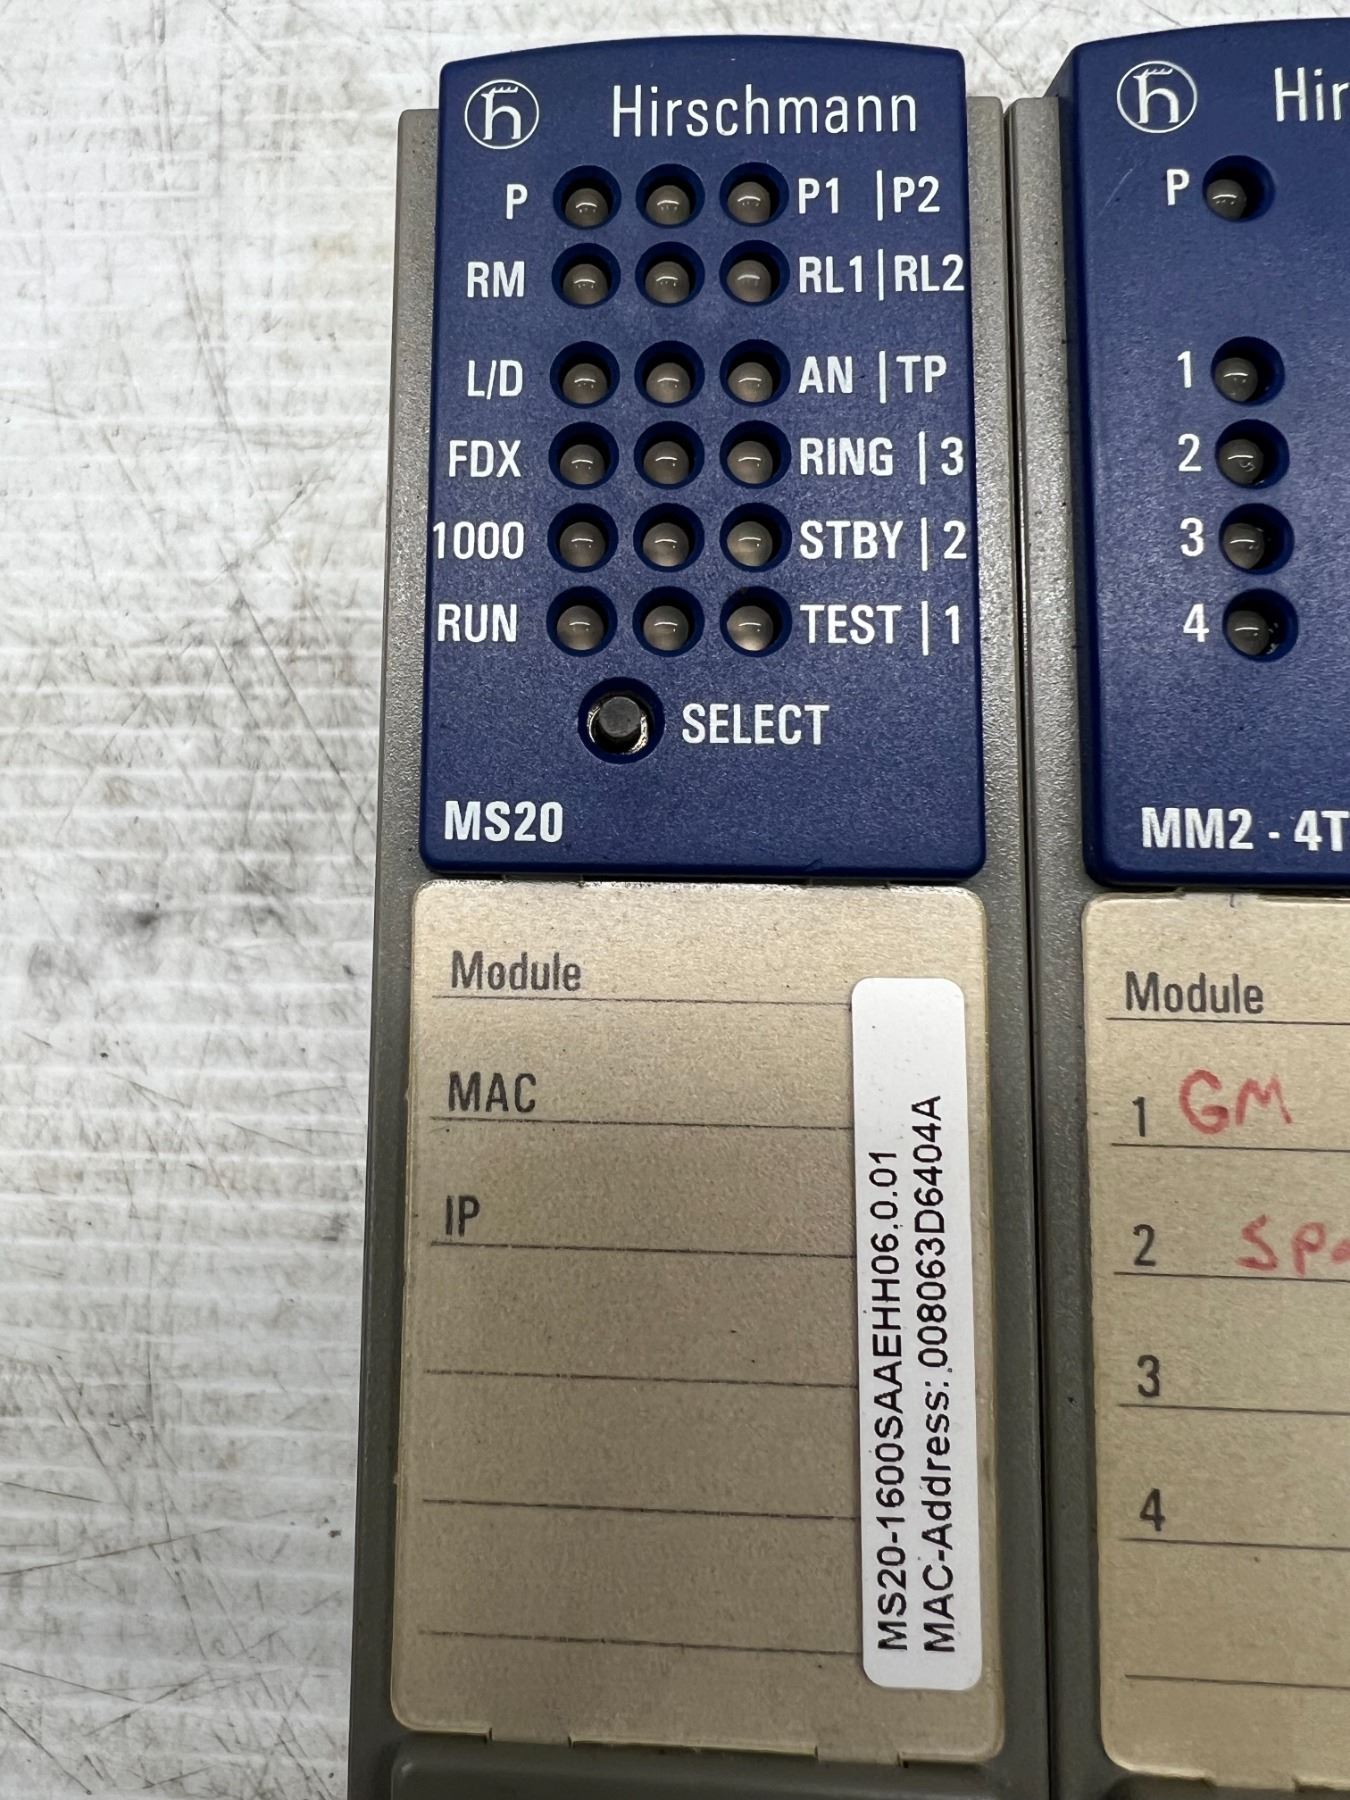 Hirschmann
P P1 | P2
RM RL1 | RL2
L/D AN | TP
FDX RING | 3
1000 STBY | 2
RUN TEST | 1
SELECT
MS20
Module
MAC
IP
MS20-1600SAAEHH06.0.01
MAC-Address: 008063D6404A
P
1
2
3
4
MM2 - 4T
Module
1 GM
2
3
4